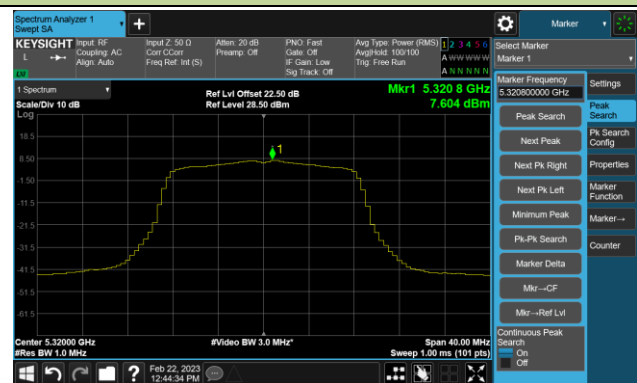 Spectrum Analyzer 1
Swept SA
+
Marker
KEYSIGHT
L
LXI
Input: RF
Coupling: AC
Align: Auto
Input Z: 50 Ω
Corr CCorr
Freq Ref: Int (S)
Atten: 20 dB
Preamp: Off
PNO: Fast
Gate: Off
IF Gain: Low
Sig Track: Off
Avg Type: Power (RMS)
Avg|Hold: 100/100
Trig: Free Run
1 2 3 4 5 6
A W W W W W
A N N N N N
Select Marker
Marker 1
1 Spectrum
Scale/Div 10 dB
Log
Ref Lvl Offset 22.50 dB
Ref Level 28.50 dBm
Mkr1 5.320 8 GHz
7.604 dBm
18.5
8.50
-1.50
-11.5
-21.5
-31.5
-41.5
-51.5
-61.5
1
Center 5.32000 GHz
#Res BW 1.0 MHz
#Video BW 3.0 MHz*
Span 40.00 MHz
Sweep 1.00 ms (101 pts)
Marker Frequency
5.320800000 GHz
Peak Search
Next Peak
Next Pk Right
Next Pk Left
Minimum Peak
Pk-Pk Search
Marker Delta
Mkr→CF
Mkr→Ref Lvl
Continuous Peak
Search
On
Off
Settings
Peak
Search
Pk Search
Config
Properties
Marker
Function
Marker→
Counter
?
Feb 22, 2023
12:44:34 PM